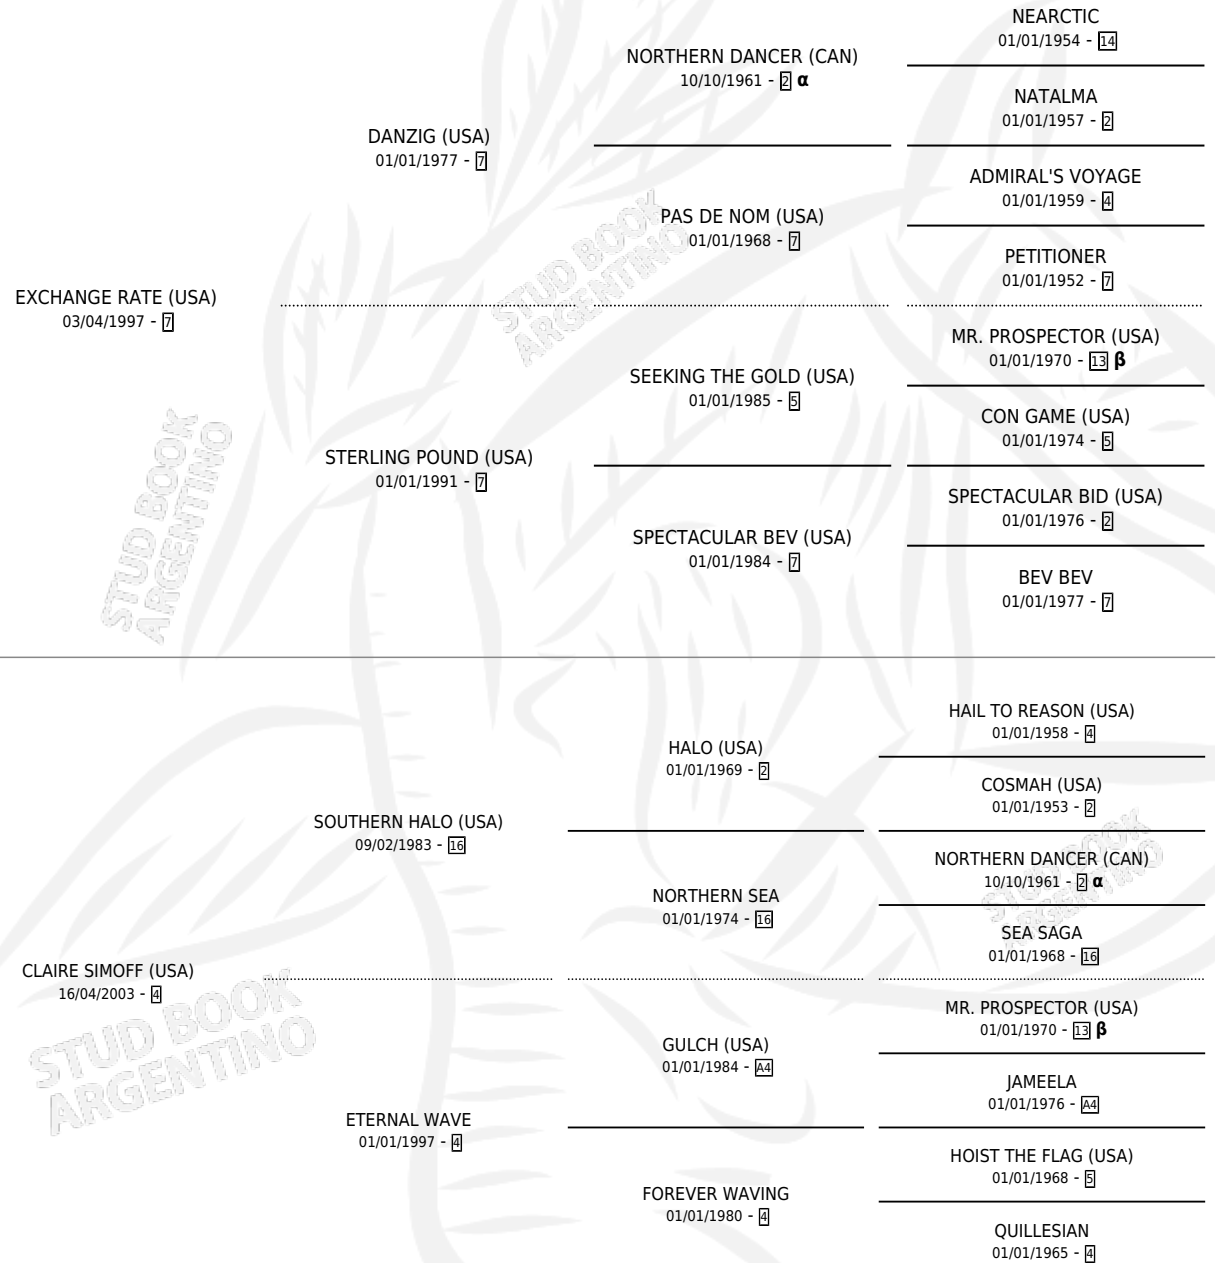 NEARCTIC
01/01/1954 - 14
NORTHERN DANCER (CAN)
10/10/1961 - 2 α
NATALMA
01/01/1957 - 2
DANZIG (USA)
01/01/1977 - 7
ADMIRAL'S VOYAGE
01/01/1959 - 4
PAS DE NOM (USA)
01/01/1968 - 7
PETITIONER
01/01/1952 - 7
EXCHANGE RATE (USA)
03/04/1997 - 7
MR. PROSPECTOR (USA)
01/01/1970 - 13 β
SEEKING THE GOLD (USA)
01/01/1985 - 5
CON GAME (USA)
01/01/1974 - 5
STERLING POUND (USA)
01/01/1991 - 7
SPECTACULAR BID (USA)
01/01/1976 - 2
SPECTACULAR BEV (USA)
01/01/1984 - 7
BEV BEV
01/01/1977 - 7
HAIL TO REASON (USA)
01/01/1958 - 4
HALO (USA)
01/01/1969 - 2
COSMAH (USA)
01/01/1953 - 2
SOUTHERN HALO (USA)
09/02/1983 - 16
NORTHERN DANCER (CAN)
10/10/1961 - 2 α
NORTHERN SEA
01/01/1974 - 16
SEA SAGA
01/01/1968 - 16
CLAIRE SIMOFF (USA)
16/04/2003 - 4
MR. PROSPECTOR (USA)
01/01/1970 - 13 β
GULCH (USA)
01/01/1984 - A4
JAMEELA
01/01/1976 - A4
ETERNAL WAVE
01/01/1997 - 4
HOIST THE FLAG (USA)
01/01/1968 - 5
FOREVER WAVING
01/01/1980 - 4
QUILLESIAN
01/01/1965 - 4
STUD BOOK
ARGENTINO
STUD BOOK
ARGENTINO
STUD BOOK
ARGENTINO
STUD BOOK
ARGENTINO